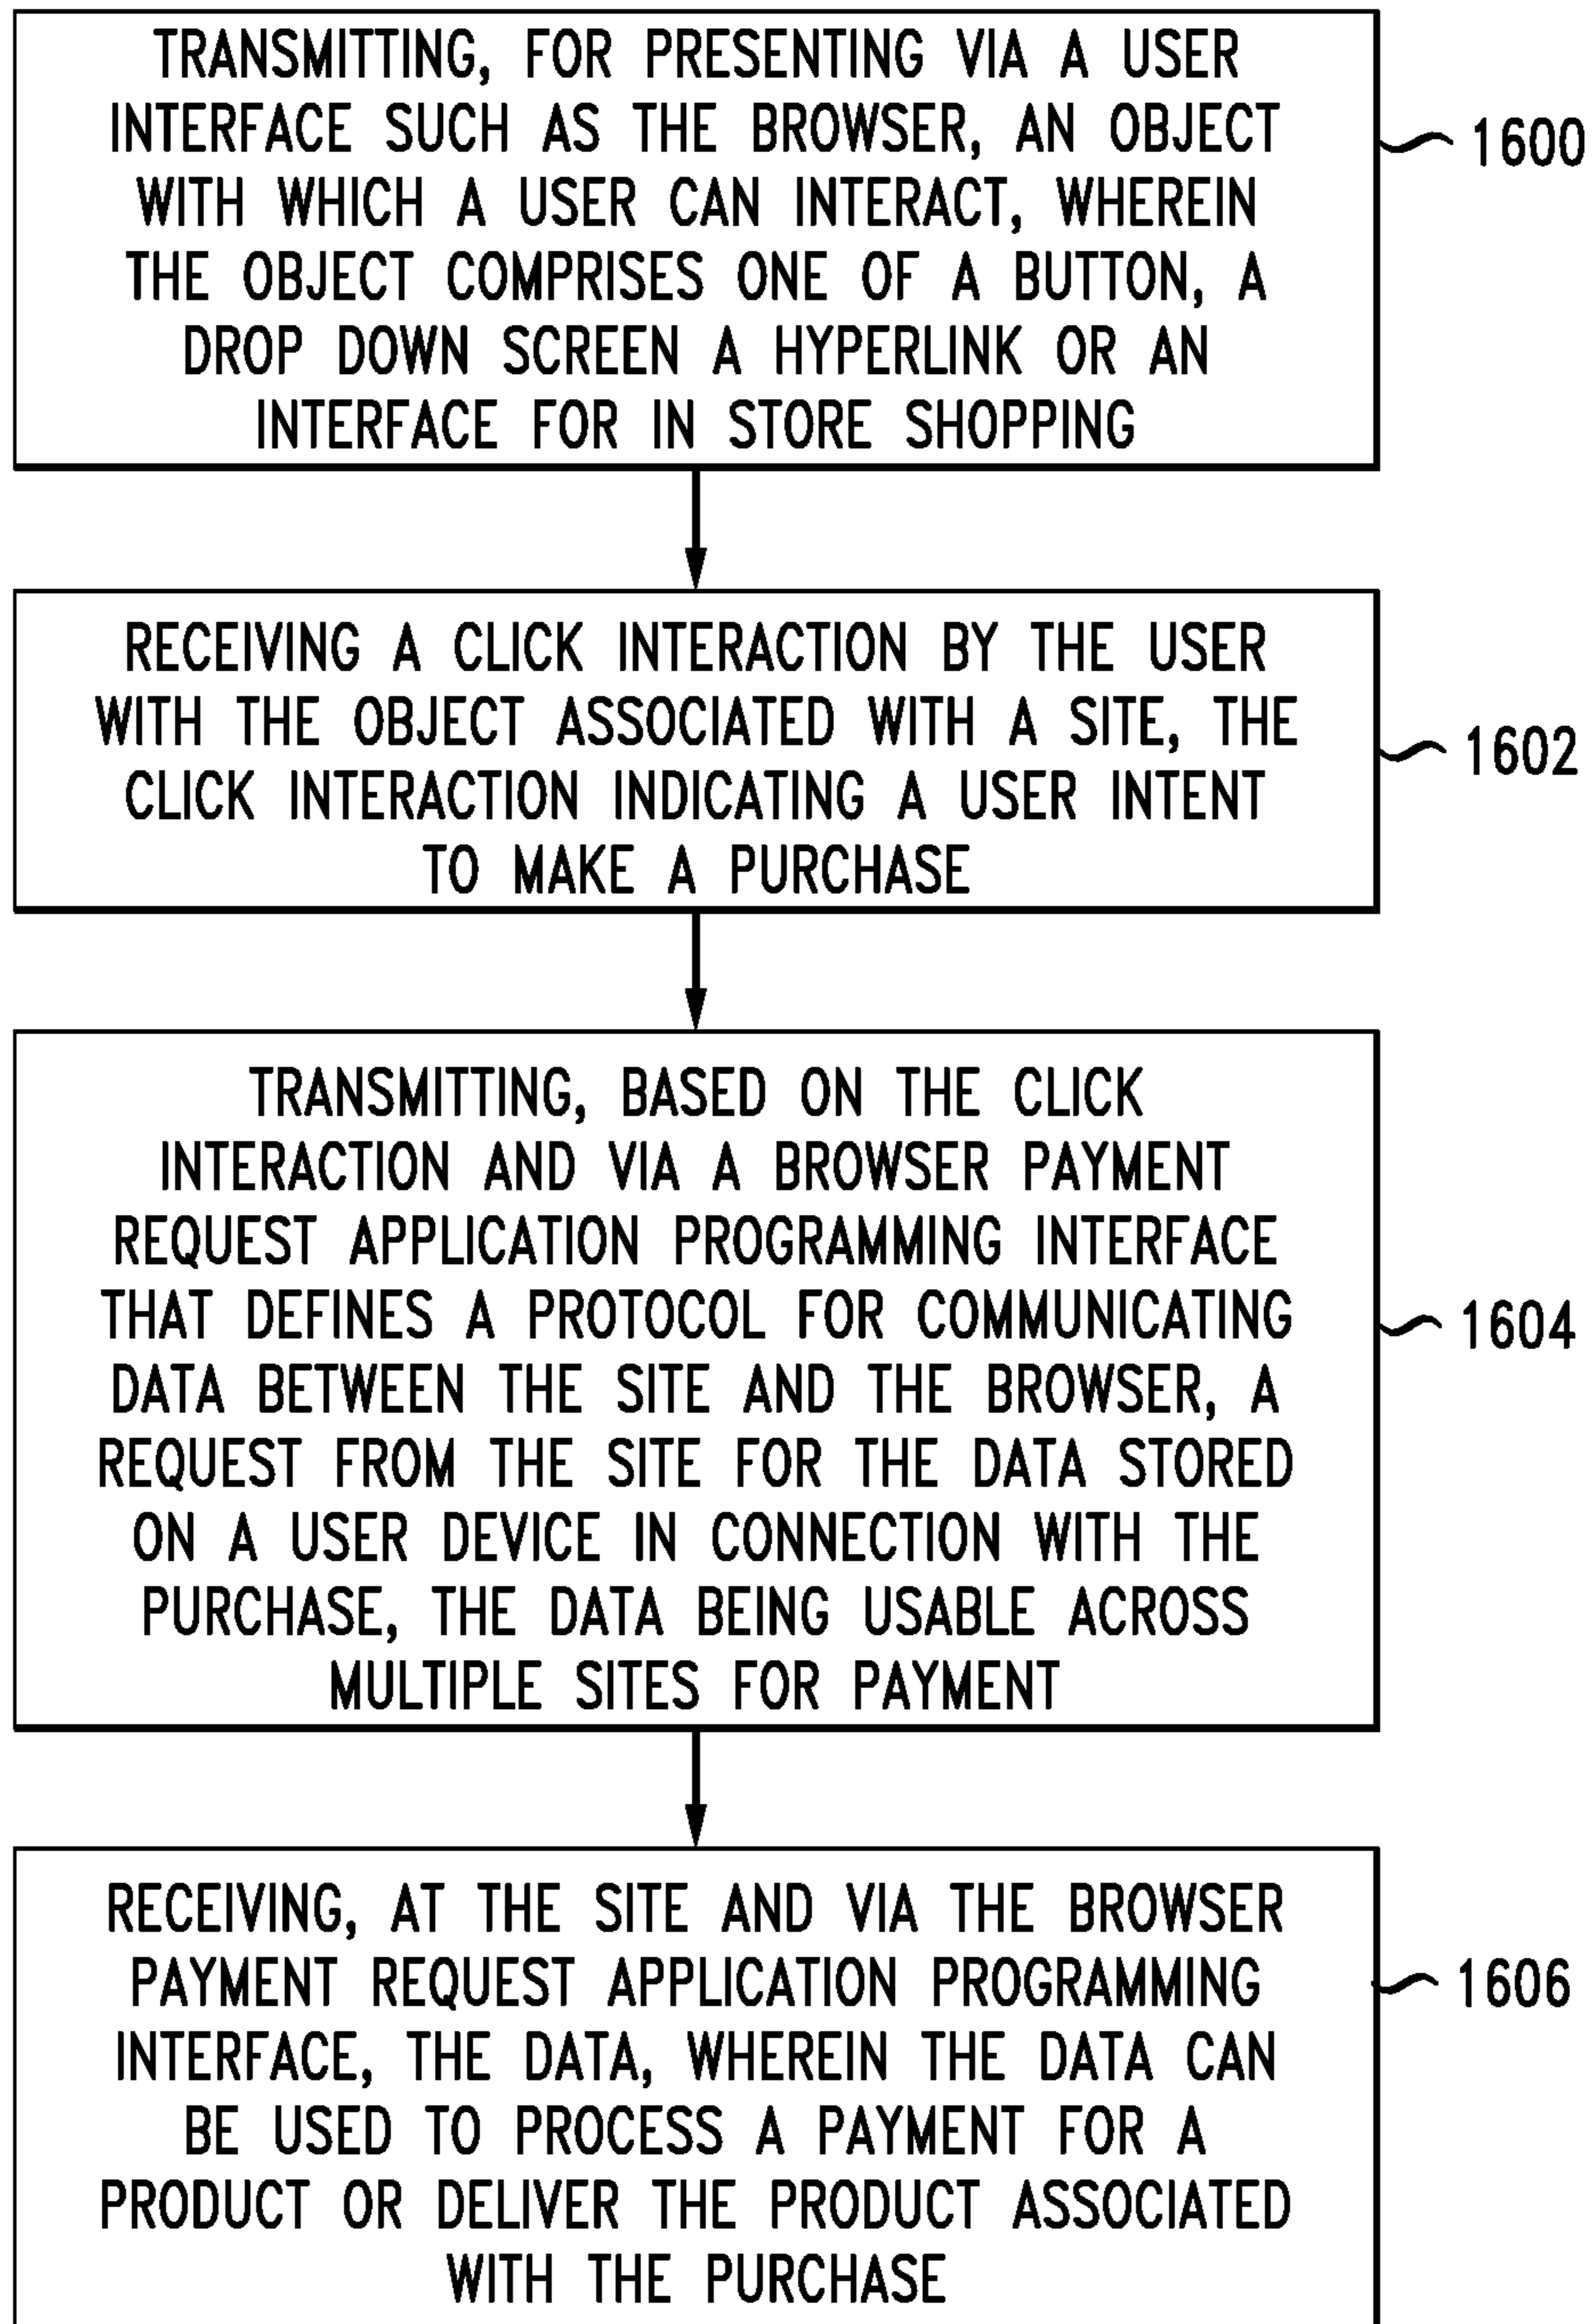 TRANSMITTING, FOR PRESENTING VIA A USER
INTERFACE SUCH AS THE BROWSER, AN OBJECT
WITH WHICH A USER CAN INTERACT, WHEREIN
THE OBJECT COMPRISES ONE OF A BUTTON, A
DROP DOWN SCREEN A HYPERLINK OR AN
INTERFACE FOR IN STORE SHOPPING
1600
RECEIVING A CLICK INTERACTION BY THE USER
WITH THE OBJECT ASSOCIATED WITH A SITE, THE
CLICK INTERACTION INDICATING A USER INTENT
TO MAKE A PURCHASE
1602
TRANSMITTING, BASED ON THE CLICK
INTERACTION AND VIA A BROWSER PAYMENT
REQUEST APPLICATION PROGRAMMING INTERFACE
THAT DEFINES A PROTOCOL FOR COMMUNICATING
DATA BETWEEN THE SITE AND THE BROWSER, A
REQUEST FROM THE SITE FOR THE DATA STORED
ON A USER DEVICE IN CONNECTION WITH THE
PURCHASE, THE DATA BEING USABLE ACROSS
MULTIPLE SITES FOR PAYMENT
1604
RECEIVING, AT THE SITE AND VIA THE BROWSER
PAYMENT REQUEST APPLICATION PROGRAMMING
INTERFACE, THE DATA, WHEREIN THE DATA CAN
BE USED TO PROCESS A PAYMENT FOR A
PRODUCT OR DELIVER THE PRODUCT ASSOCIATED
WITH THE PURCHASE
1606